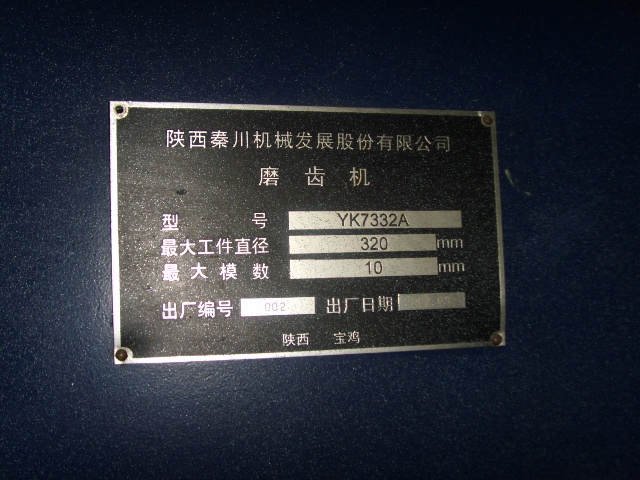 陕西秦川机械发展股份有限公司
磨齿机
型号 YK7332A
最大工件直径 320 mm
最大模数 10 mm
出厂编号 出厂日期
陕西 宝鸡